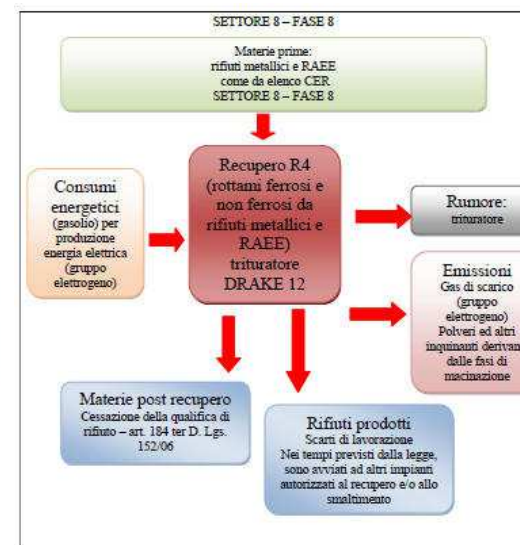 SETTORE 8 – FASE 8
Materie prime:
rifiuti metallici e RAEE
come da elenco CER
SETTORE 8 – FASE 8
Consumi
energetici
(gasolio) per
produzione
energia elettrica
(gruppo
elettrogeno)
Recupero R4
(rottami ferrosi e
non ferrosi da
rifiuti metallici e
RAEE)
trituratore
DRAKE 12
Rumore:
trituratore
Emissioni
Gas di scarico
(gruppo
elettrogeno)
Polveri ed altri
inquinanti derivan
dalle fasi di
macinazione
Materie post recupero
Cessazione della qualifica di
rifiuto – art. 184 ter D. Lgs.
152/06
Rifiuti prodotti
Scarti di lavorazione
Nei tempi previsti dalla legge,
sono avviati ad altri impianti
autorizzati al recupero e/o allo
smaltimento